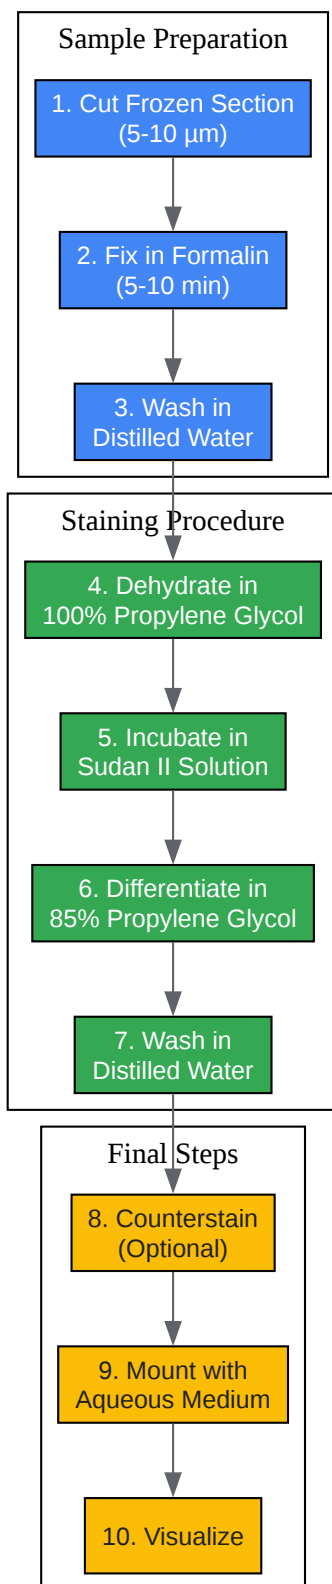 Sample Preparation
1. Cut Frozen Section
(5-10 µm)
2. Fix in Formalin
(5-10 min)
3. Wash in
Distilled Water
Staining Procedure
4. Dehydrate in
100% Propylene Glycol
5. Incubate in
Sudan II Solution
6. Differentiate in
85% Propylene Glycol
7. Wash in
Distilled Water
Final Steps
8. Counterstain
(Optional)
9. Mount with
Aqueous Medium
10. Visualize